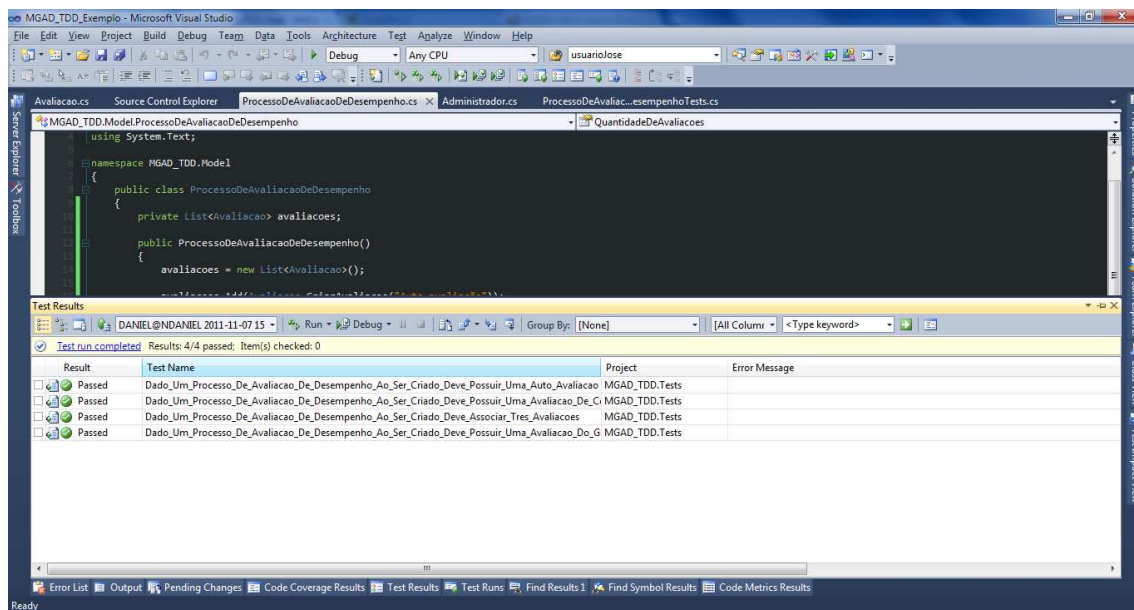 MGAD_TDD_Exemplo - Microsoft Visual Studio
File Edit View Project Build Debug Team Data Tools Architecture Test Analyze Window Help
Debug Any CPU usuarioJose
Avaliacao.cs Source Control Explorer ProcessoDeAvaliacaoDeDesempenho.cs Administrador.cs ProcessoDeAvaliac...esempenhoTests.cs
MGAD_TDD.Model.ProcessoDeAvaliacaoDeDesempenho QuantidadeDeAvaliacoes
using System.Text;
namespace MGAD_TDD.Model
{
public class ProcessoDeAvaliacaoDeDesempenho
{
private List<Avaliacao> avaliacoes;
public ProcessoDeAvaliacaoDeDesempenho()
{
avaliacoes = new List<Avaliacao>();
Server Explorer
Toolbox
Test Results
DANIEL@NDANIEL 2011-11-07 15 Run Debug Group By: [None] [All Colum <Type keyword>
Test run completed Results: 4/4 passed; Item(s) checked: 0
Result Test Name Project Error Message
Passed Dado_Um_Processo_De_Avaliacao_De_Desempenho_Ao_Ser_Criado_Deve_Possuir_Uma_Auto_Avaliacao MGAD_TDD.Tests
Passed Dado_Um_Processo_De_Avaliacao_De_Desempenho_Ao_Ser_Criado_Deve_Possuir_Uma_Avaliacao_De_C MGAD_TDD.Tests
Passed Dado_Um_Processo_De_Avaliacao_De_Desempenho_Ao_Ser_Criado_Deve_Associar_Tres_Avaliacoes MGAD_TDD.Tests
Passed Dado_Um_Processo_De_Avaliacao_De_Desempenho_Ao_Ser_Criado_Deve_Possuir_Uma_Avaliacao_Do_G MGAD_TDD.Tests
Error List Output Pending Changes Code Coverage Results Test Results Test Runs Find Results 1 Find Symbol Results Code Metrics Results
Ready